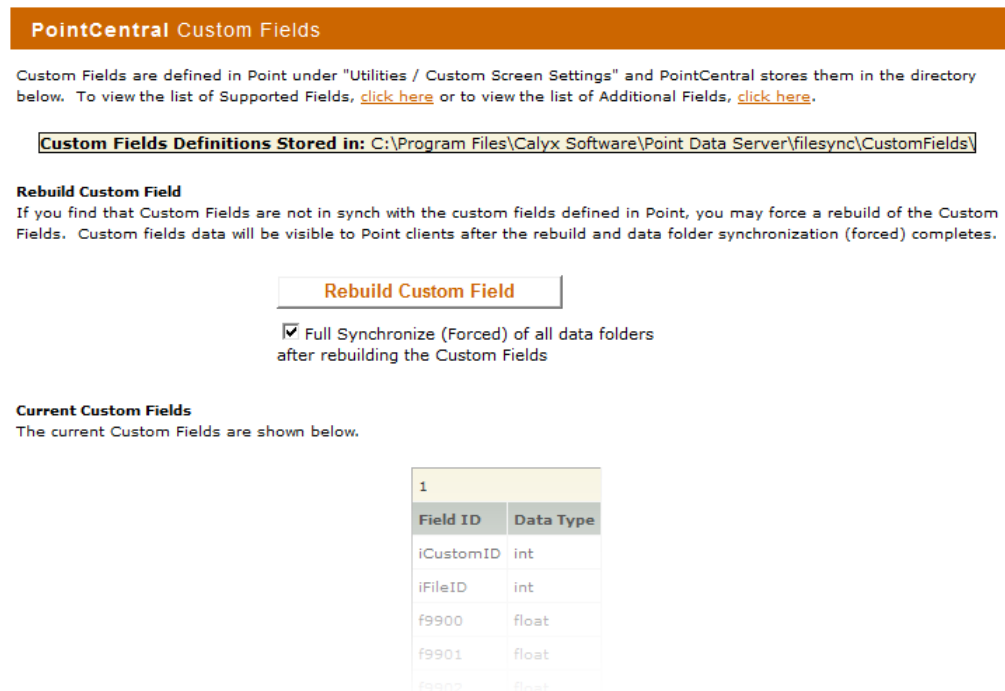 PointCentral Custom Fields
Custom Fields are defined in Point under "Utilities / Custom Screen Settings" and PointCentral stores them in the directory
below. To view the list of Supported Fields, click here or to view the list of Additional Fields, click here.
Custom Fields Definitions Stored in: C:\Program Files\Calyx Software\Point Data Server\filesync\CustomFields\
Rebuild Custom Field
If you find that Custom Fields are not in synch with the custom fields defined in Point, you may force a rebuild of the Custom
Fields. Custom fields data will be visible to Point clients after the rebuild and data folder synchronization (forced) completes.
Rebuild Custom Field
Full Synchronize (Forced) of all data folders
after rebuilding the Custom Fields
Current Custom Fields
The current Custom Fields are shown below.
1
Field ID Data Type
iCustomID int
iFileID int
f9900 float
f9901 float
f9902 float